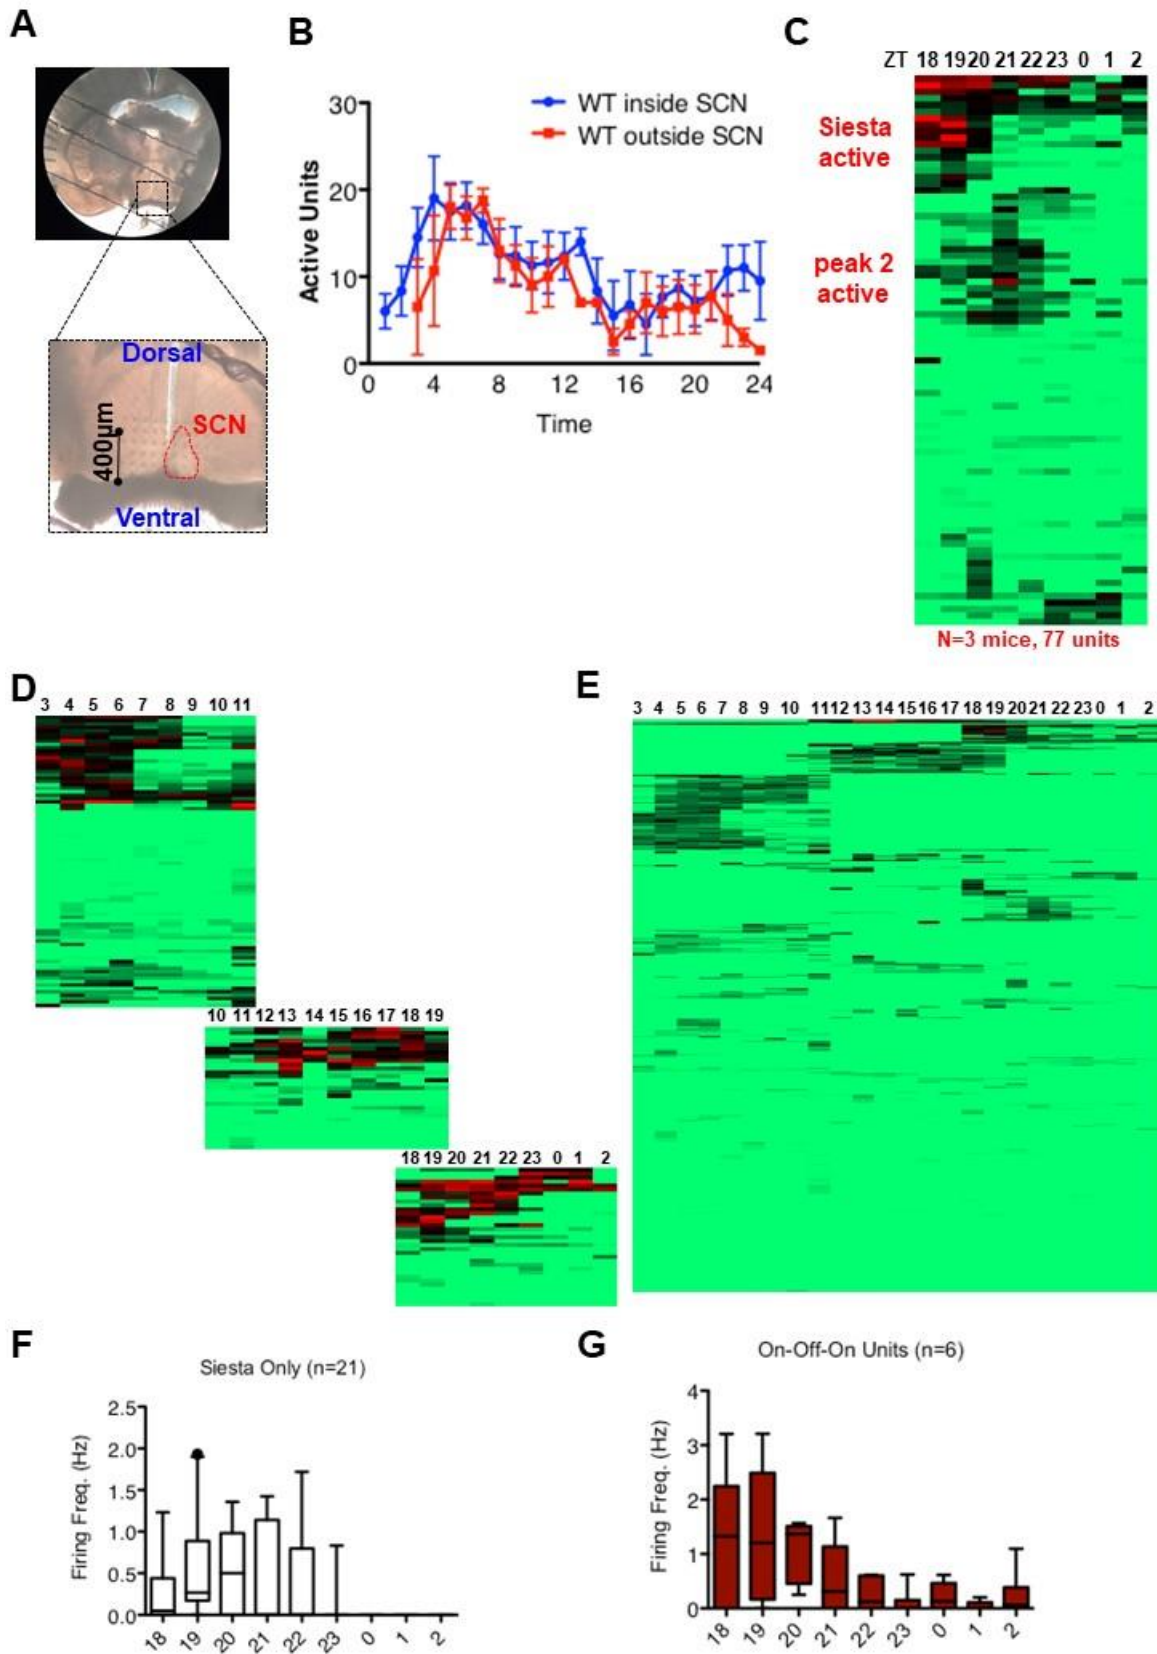 A
Dorsal
SCN
400μm
Ventral
B
WT inside SCN
WT outside SCN
30
20
10
0
Active Units
0 4 8 12 16 20 24
Time
C
ZT 18 19 20 21 22 23 0 1 2
Siesta
active
peak 2
active
N=3 mice, 77 units
D
3 4 5 6 7 8 9 10 11
10 11 12 13 14 15 16 17 18 19
18 19 20 21 22 23 0 1 2
E
3 4 5 6 7 8 9 10 11 12 13 14 15 16 17 18 19 20 21 22 23 0 1 2
F
Siesta Only (n=21)
2.5
2.0
1.5
1.0
0.5
0.0
Firing Freq. (Hz)
18 19 20 21 22 23 0 1 2
G
On-Off-On Units (n=6)
4
3
2
1
0
Firing Freq. (Hz)
18 19 20 21 22 23 0 1 2